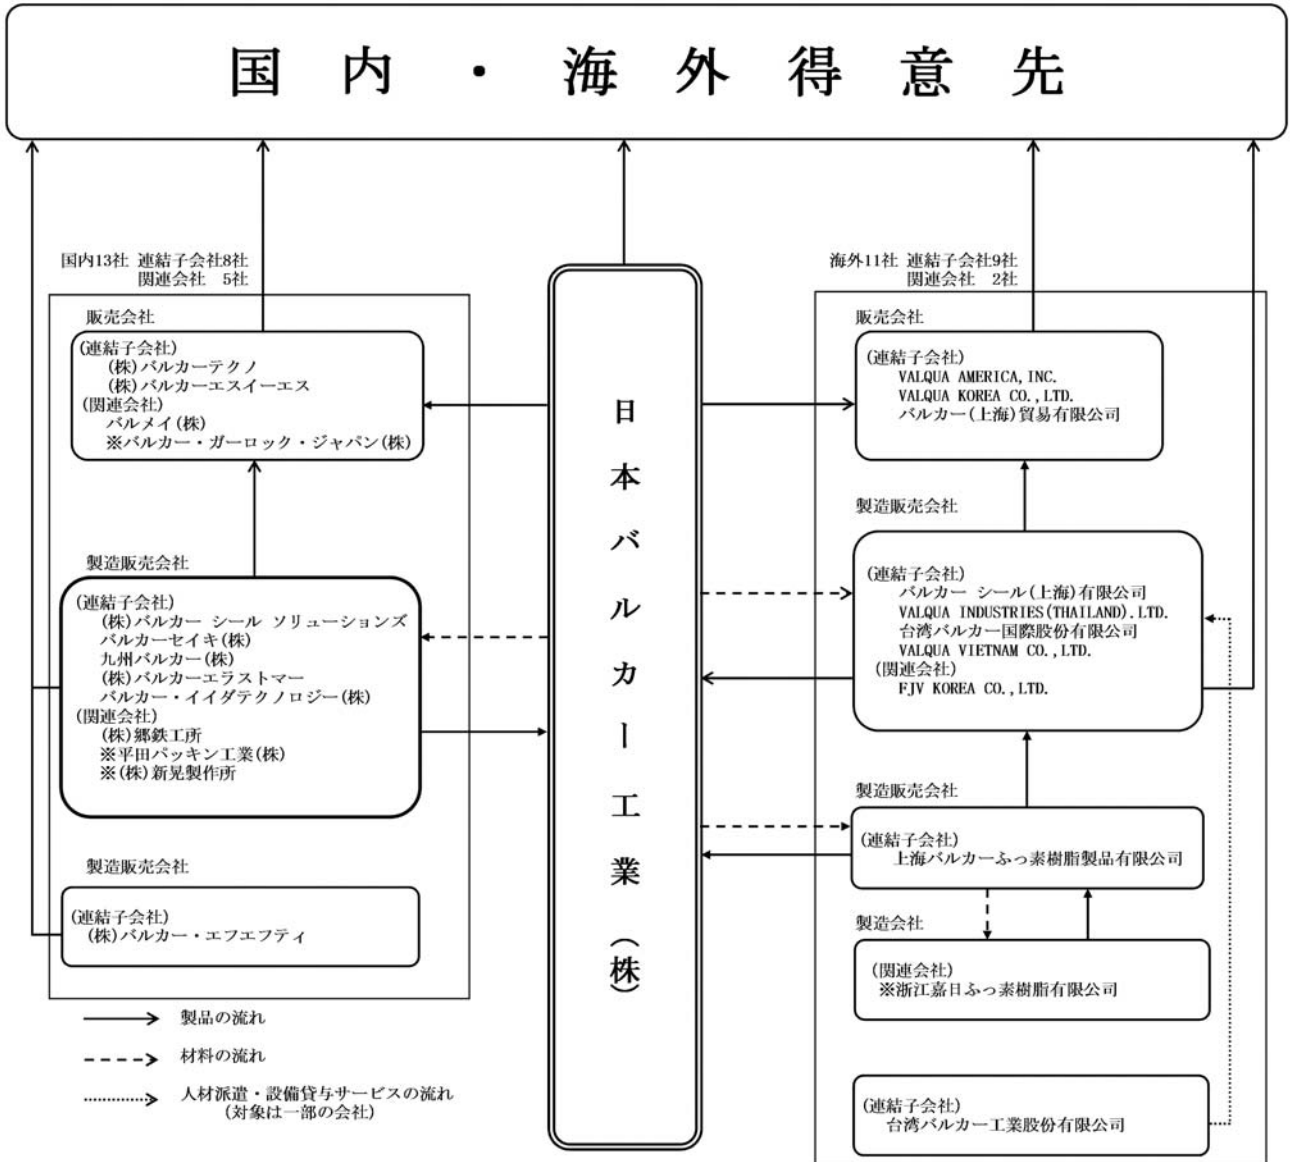 国内・海外得意先
国内13社 連結子会社8社
関連会社 5社
販売会社
(連結子会社)
(株)バルカーテクノ
(株)バルカーエスイーエス
(関連会社)
バルメイ(株)
※バルカー・ガーロック・ジャパン(株)
製造販売会社
(連結子会社)
(株)バルカー シール ソリューションズ
バルカーセイキ(株)
九州バルカー(株)
(株)バルカーエラストマー
バルカー・イイダテクノロジー(株)
(関連会社)
(株)郷鉄工所
※平田パッキン工業(株)
※(株)新晃製作所
製造販売会社
(連結子会社)
(株)バルカー・エフエフティ
製品の流れ
材料の流れ
人材派遣・設備貸与サービスの流れ
(対象は一部の会社)
日本バルカー工業(株)
海外11社 連結子会社9社
関連会社 2社
販売会社
(連結子会社)
VALQUA AMERICA,INC.
VALQUA KOREA CO.,LTD.
バルカー(上海)貿易有限公司
製造販売会社
(連結子会社)
バルカー シール(上海)有限公司
VALQUA INDUSTRIES(THAILAND).LTD.
台湾バルカー国際股份有限公司
VALQUA VIETNAM CO.,LTD.
(関連会社)
FJV KOREA CO.,LTD.
製造販売会社
(連結子会社)
上海バルカーふっ素樹脂製品有限公司
製造会社
(関連会社)
※浙江嘉日ふっ素樹脂有限公司
(連結子会社)
台湾バルカー工業股份有限公司